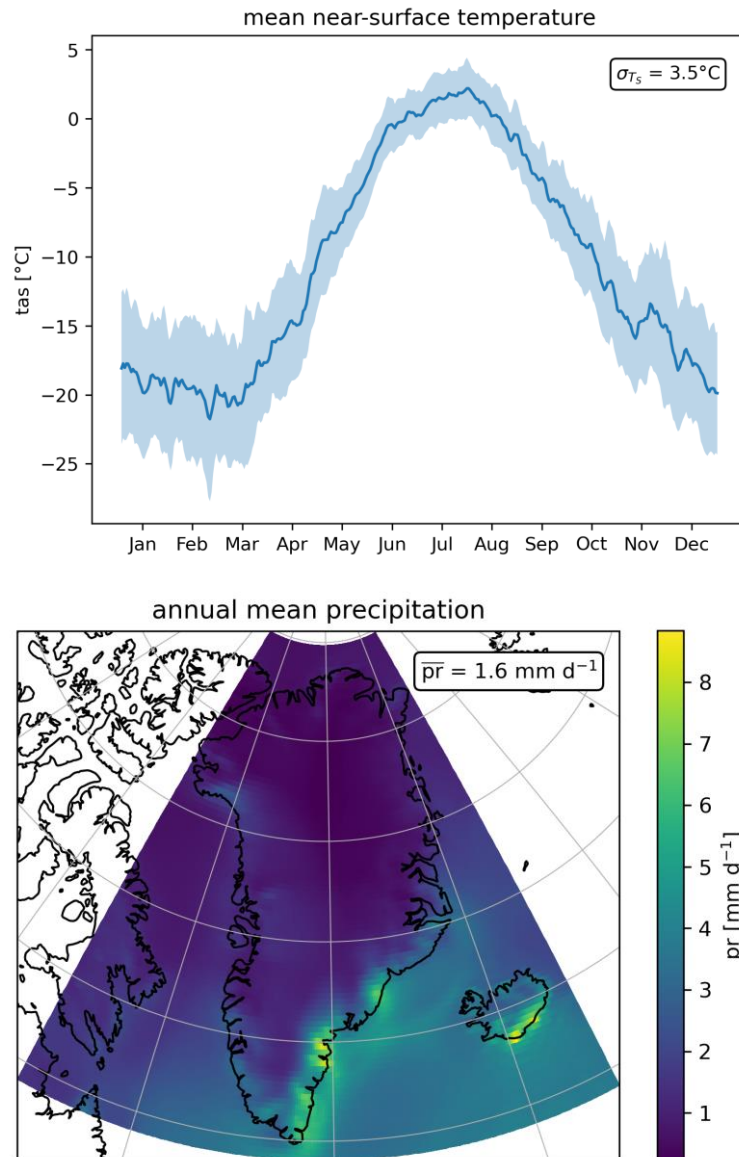 mean near-surface temperature
σTs = 3.5°C
5
0
−5
−10
−15
−20
−25
tas [°C]
Jan Feb Mar Apr May Jun Jul Aug Sep Oct Nov Dec
annual mean precipitation
pr = 1.6 mm d⁻¹
8
7
6
5
4
3
2
1
pr [mm d⁻¹]